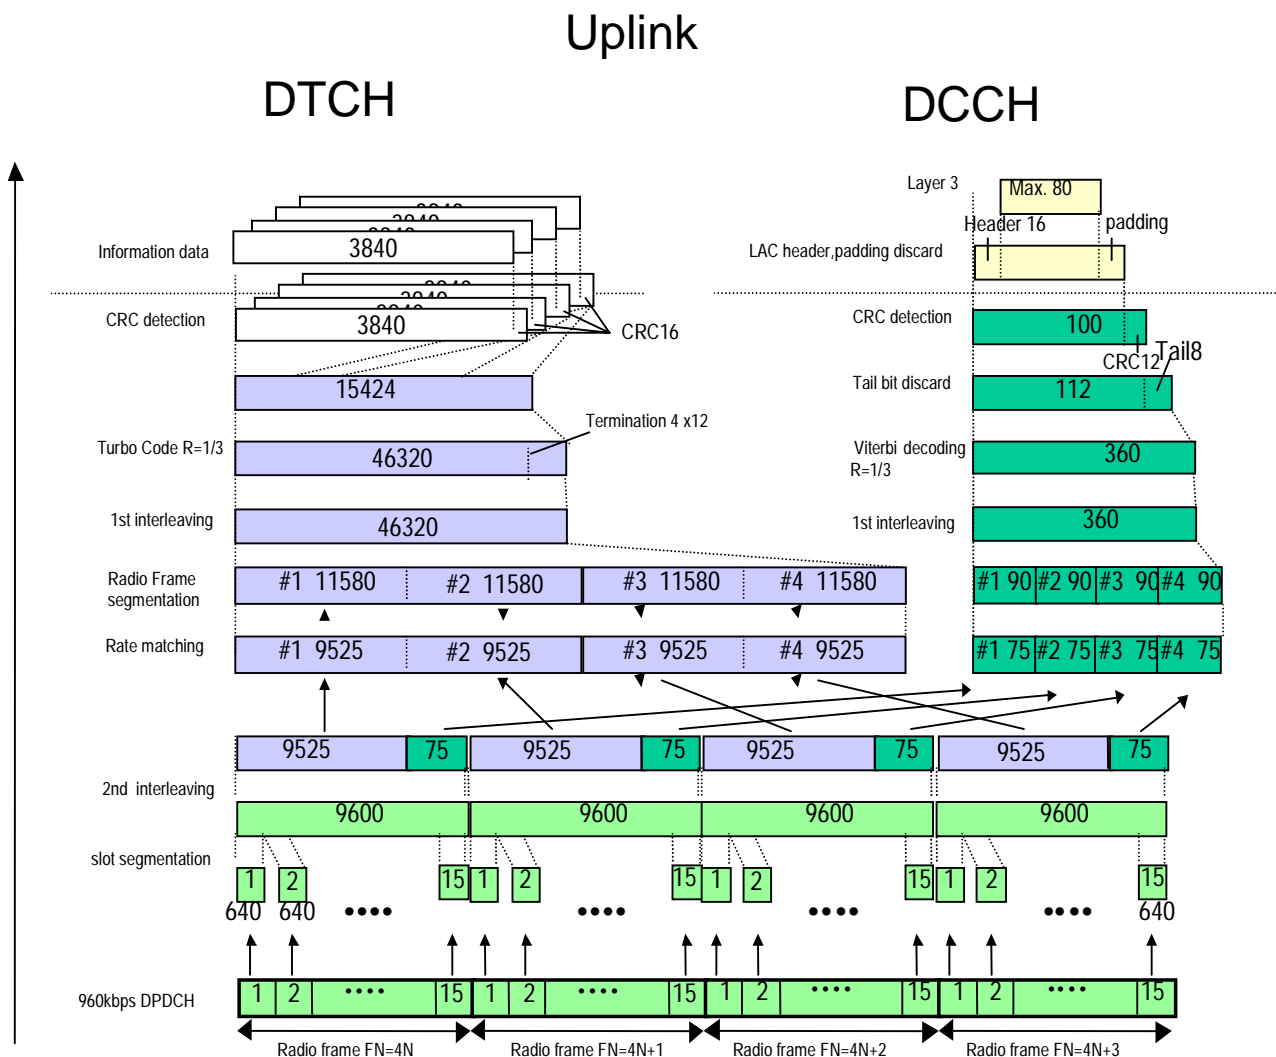 Uplink
DTCH
DCCH
Layer 3
Max. 80
Header 16
padding
Information data
3840
3840
3840
3840
LAC header,padding discard
CRC detection
3840
3840
3840
3840
CRC16
CRC detection
100
CRC12
Tail8
15424
Tail bit discard
112
Termination 4 x12
Turbo Code R=1/3
46320
Viterbi decoding
R=1/3
360
1st interleaving
46320
1st interleaving
360
Radio Frame
segmentation
#1 11580
#2 11580
#3 11580
#4 11580
#1 90
#2 90
#3 90
#4 90
Rate matching
#1 9525
#2 9525
#3 9525
#4 9525
#1 75
#2 75
#3 75
#4 75
9525
75
9525
75
9525
75
9525
75
2nd interleaving
9600
9600
9600
9600
slot segmentation
1
2
15
1
2
15
1
2
15
1
2
15
640
640
••••
••••
••••
••••
640
960kbps DPDCH
1
2
••••
15
1
2
••••
15
1
2
••••
15
1
2
••••
15
Radio frame FN=4N
Radio frame FN=4N+1
Radio frame FN=4N+2
Radio frame FN=4N+3